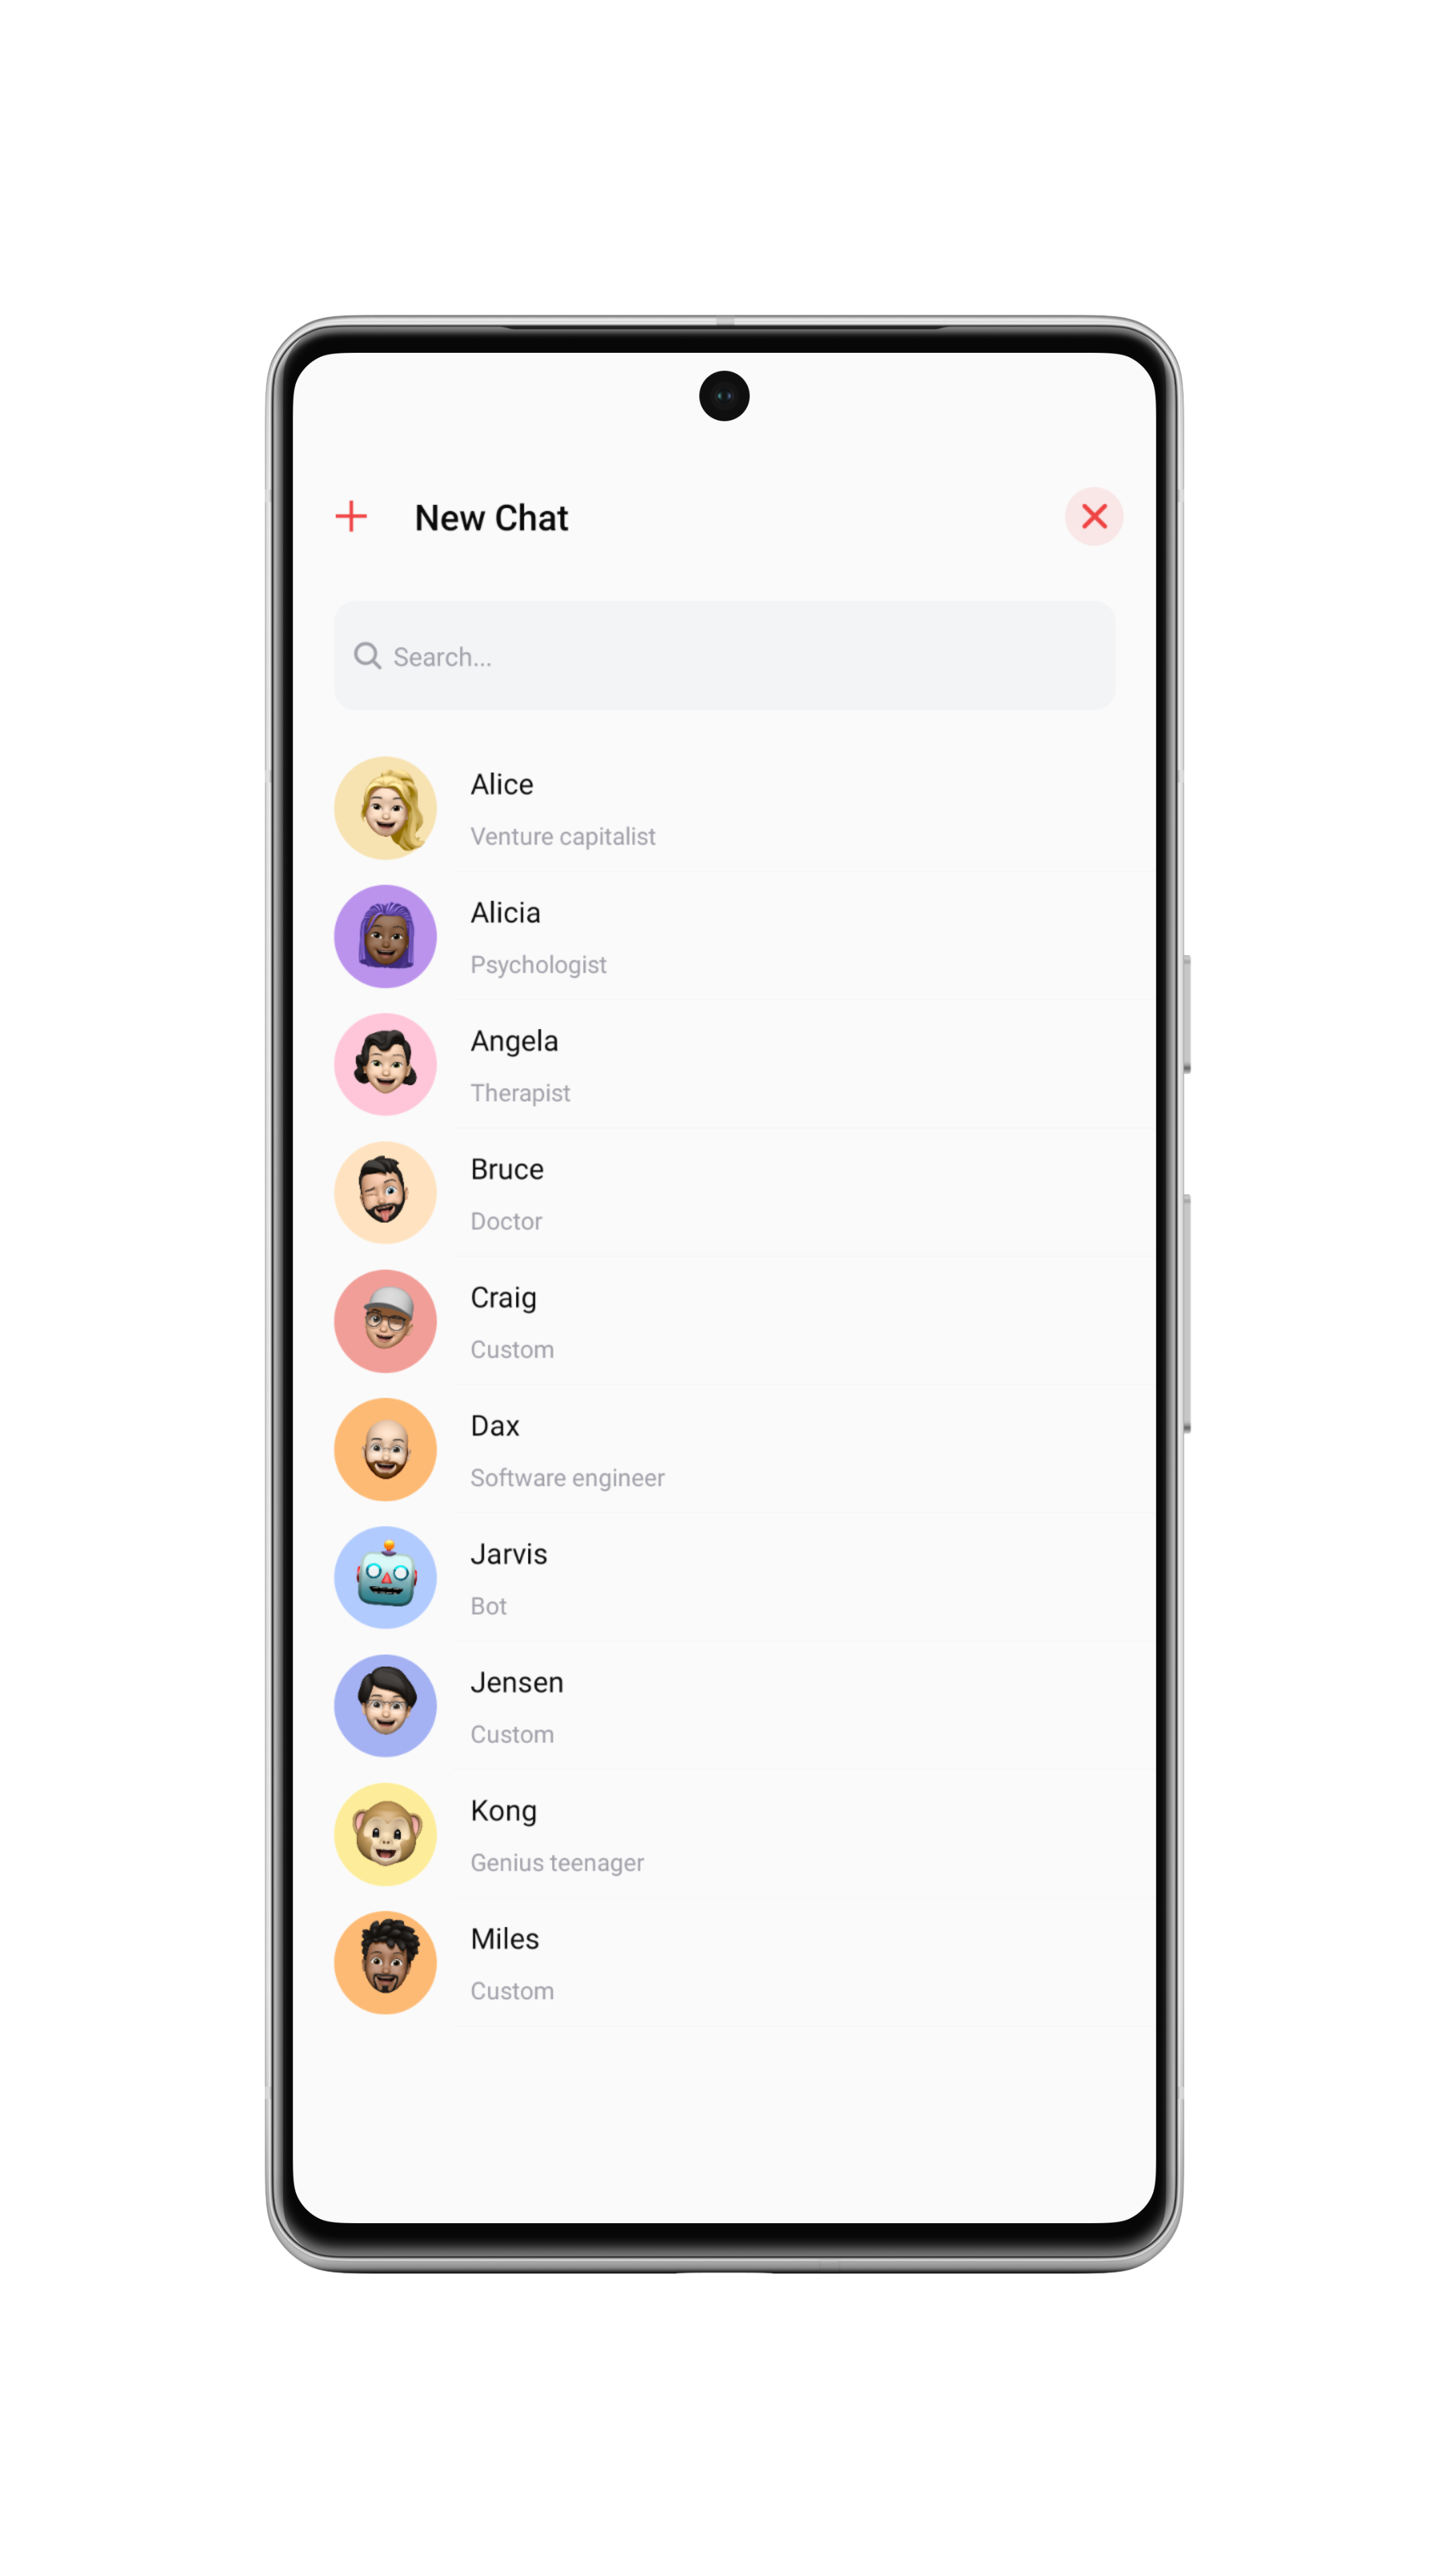 New Chat
Search...
Alice
Venture capitalist
Alicia
Psychologist
Angela
Therapist
Bruce
Doctor
Craig
Custom
Dax
Software engineer
Jarvis
Bot
Jensen
Custom
Kong
Genius teenager
Miles
Custom